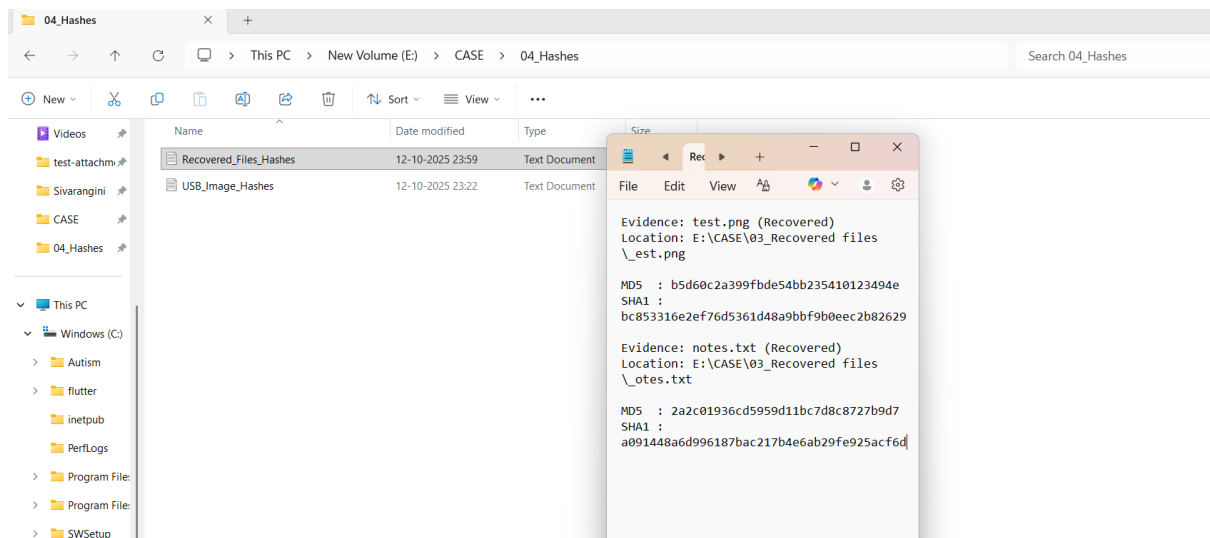 04_Hashes
This PC > New Volume (E:) > CASE > 04_Hashes
Search 04_Hashes
New
Sort
View
Videos
test-attachm
Sivarangini
CASE
04_Hashes
This PC
Windows (C:)
Autism
flutter
inetpub
PerfLogs
Program Files
Program Files
SWSetup
Name Date modified Type Size
Recovered_Files_Hashes 12-10-2025 23:59 Text Document
USB_Image_Hashes 12-10-2025 23:22 Text Document
Rec
File Edit View
Evidence: test.png (Recovered)
Location: E:\CASE\03_Recovered files
\_est.png
MD5 : b5d60c2a399fbde54bb235410123494e
SHA1 :
bc853316e2ef76d5361d48a9bbf9b0eec2b82629
Evidence: notes.txt (Recovered)
Location: E:\CASE\03_Recovered files
\_otes.txt
MD5 : 2a2c01936cd5959d11bc7d8c8727b9d7
SHA1 :
a091448a6d996187bac217b4e6ab29fe925acf6d